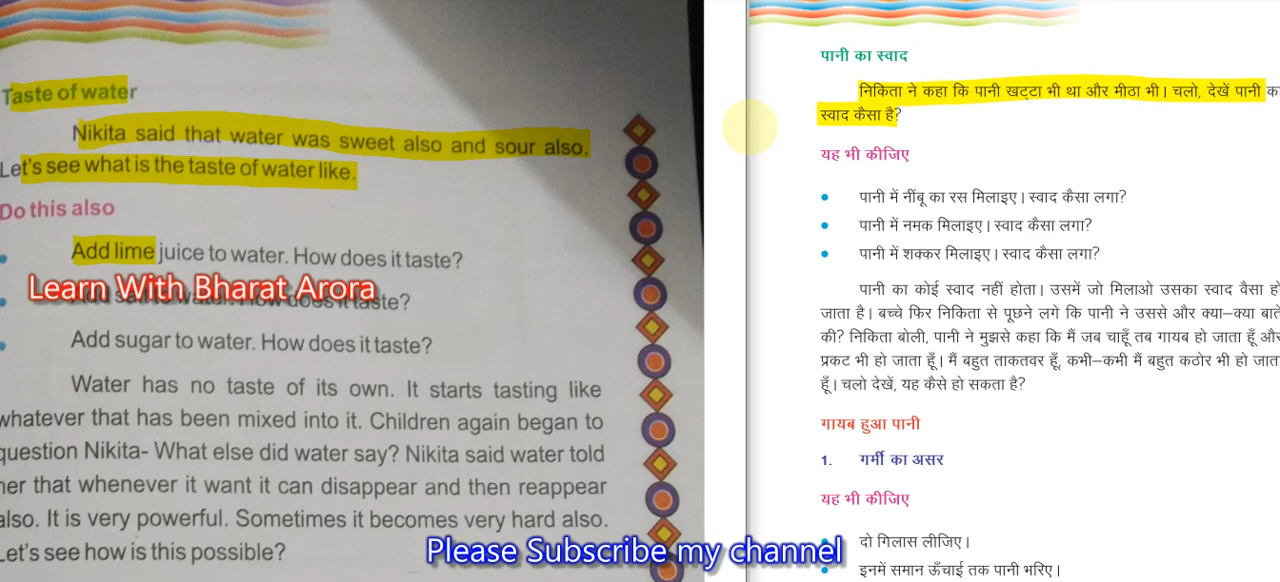 Taste of water
Nikita said that water was sweet also and sour also.
Let's see what is the taste of water like.
Do this also
Add lime juice to water. How does it taste?
Learn With Bharat Arora
Add salt to water. How does it taste?
Add sugar to water. How does it taste?
Water has no taste of its own. It starts tasting like
whatever that has been mixed into it. Children again began to
question Nikita- What else did water say? Nikita said water told
her that whenever it want it can disappear and then reappear
also. It is very powerful. Sometimes it becomes very hard also.
Let's see how is this possible?
Please Subscribe my channel
पानी का स्वाद
निकिता ने कहा कि पानी खट्टा भी था और मीठा भी। चलो, देखें पानी का
स्वाद कैसा है?
यह भी कीजिए
• पानी में नींबू का रस मिलाइए। स्वाद कैसा लगा?
• पानी में नमक मिलाइए। स्वाद कैसा लगा?
• पानी में शक्कर मिलाइए। स्वाद कैसा लगा?
पानी का कोई स्वाद नहीं होता। उसमें जो मिलाओ उसका स्वाद वैसा हो
जाता है। बच्चे फिर निकिता से पूछने लगे कि पानी ने उससे और क्या–क्या बातें
की? निकिता बोली, पानी ने मुझसे कहा कि मैं जब चाहूँ तब गायब हो जाता हूँ और
प्रकट भी हो जाता हूँ। मैं बहुत ताकतवर हूँ, कभी–कभी मैं बहुत कठोर भी हो जाता
हूँ। चलो देखें, यह कैसे हो सकता है?
गायब हुआ पानी
1. गर्मी का असर
यह भी कीजिए
• दो गिलास लीजिए।
• इनमें समान ऊँचाई तक पानी भरिए।